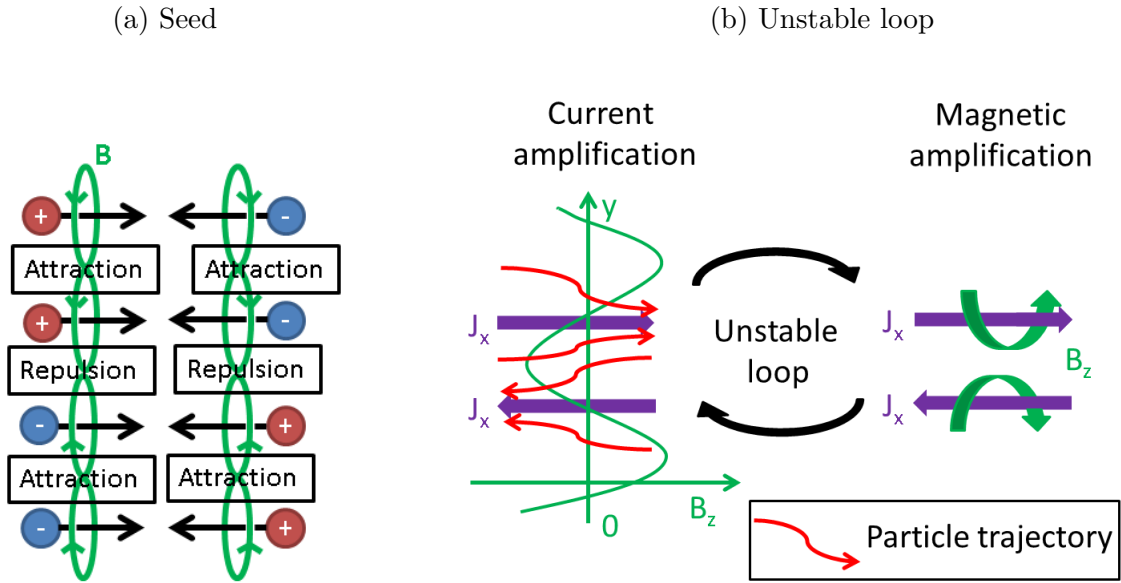 (a) Seed
B
+
-
Attraction
Attraction
+
-
Repulsion
Repulsion
-
+
Attraction
Attraction
-
+
(b) Unstable loop
Current
amplification
Magnetic
amplification
y
Jx
Jx
0
Bz
Unstable
loop
Jx
Bz
Jx
Particle trajectory